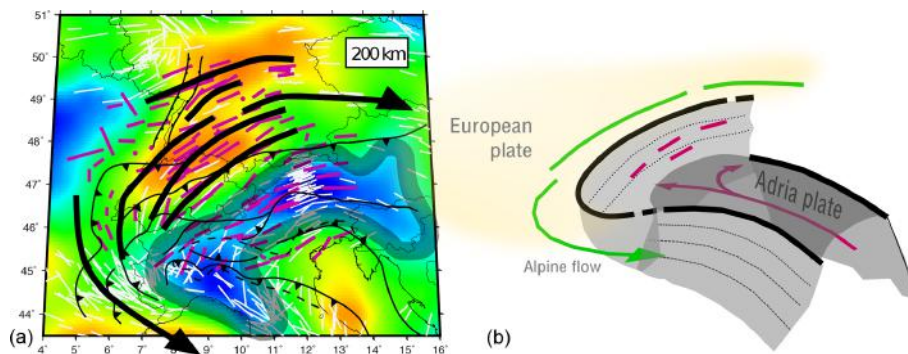 51˚
50˚
49˚
48˚
47˚
46˚
45˚
44˚
200 km
4˚ 5˚ 6˚ 7˚ 8˚ 9˚ 10˚ 11˚ 12˚ 13˚ 14˚ 15˚ 16˚
(a)
European
plate
Adria plate
Alpine flow
(b)